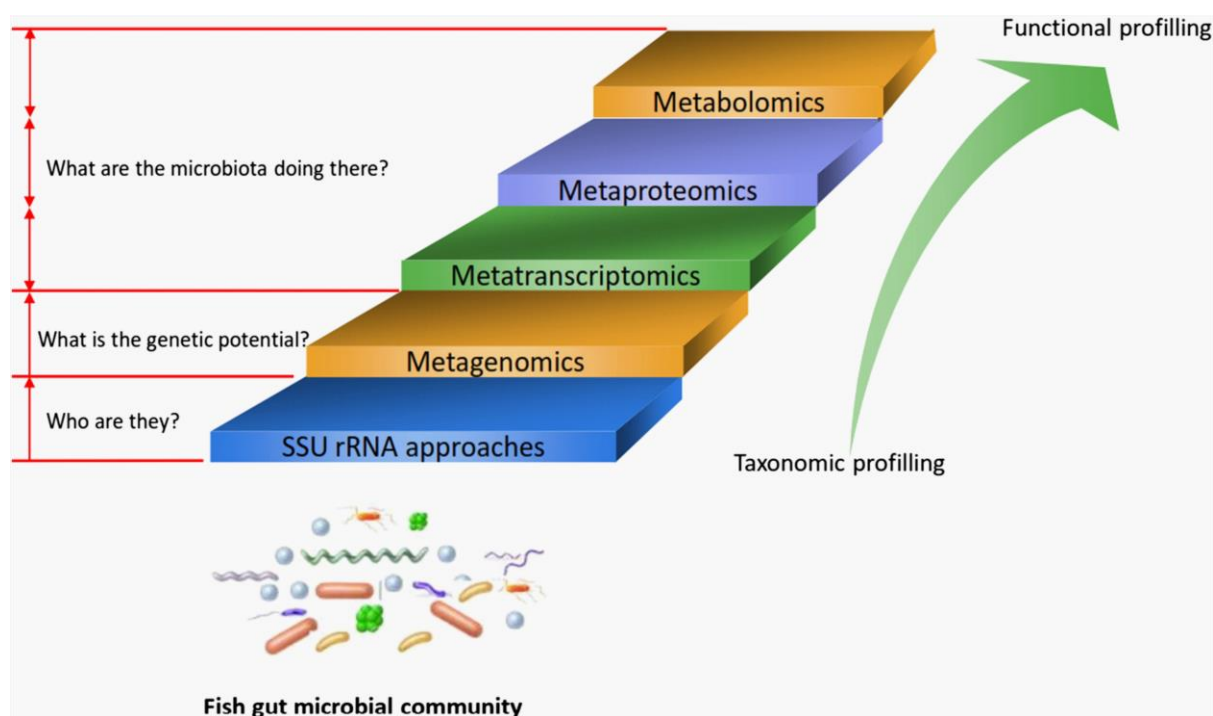 Functional profilling
Metabolomics
What are the microbiota doing there?
Metaproteomics
Metatranscriptomics
What is the genetic potential?
Metagenomics
Who are they?
SSU rRNA approaches
Taxonomic profilling
Fish gut microbial community